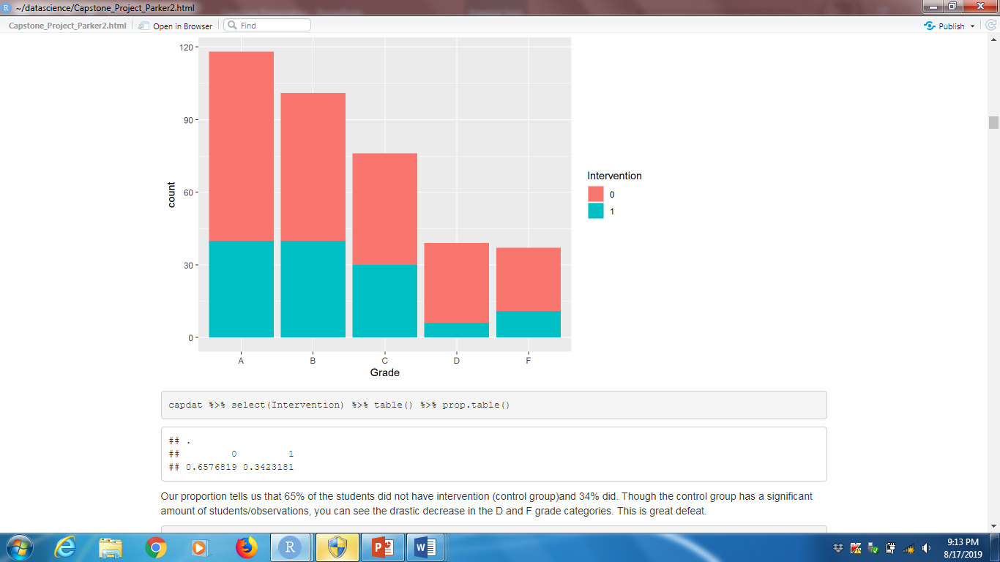 ~/datascience/Capstone_Project_Parker2.html
Capstone_Project_Parker2.html Open in Browser Find Publish
120
90
60
30
0
count
A B C D F
Grade
Intervention
0
1
capdat %>% select(Intervention) %>% table() %>% prop.table()
## .
## 0 1
## 0.6576819 0.3423181
Our proportion tells us that 65% of the students did not have intervention (control group)and 34% did. Though the control group has a significant
amount of students/observations, you can see the drastic decrease in the D and F grade categories. This is great defeat.
9:13 PM
8/17/2019